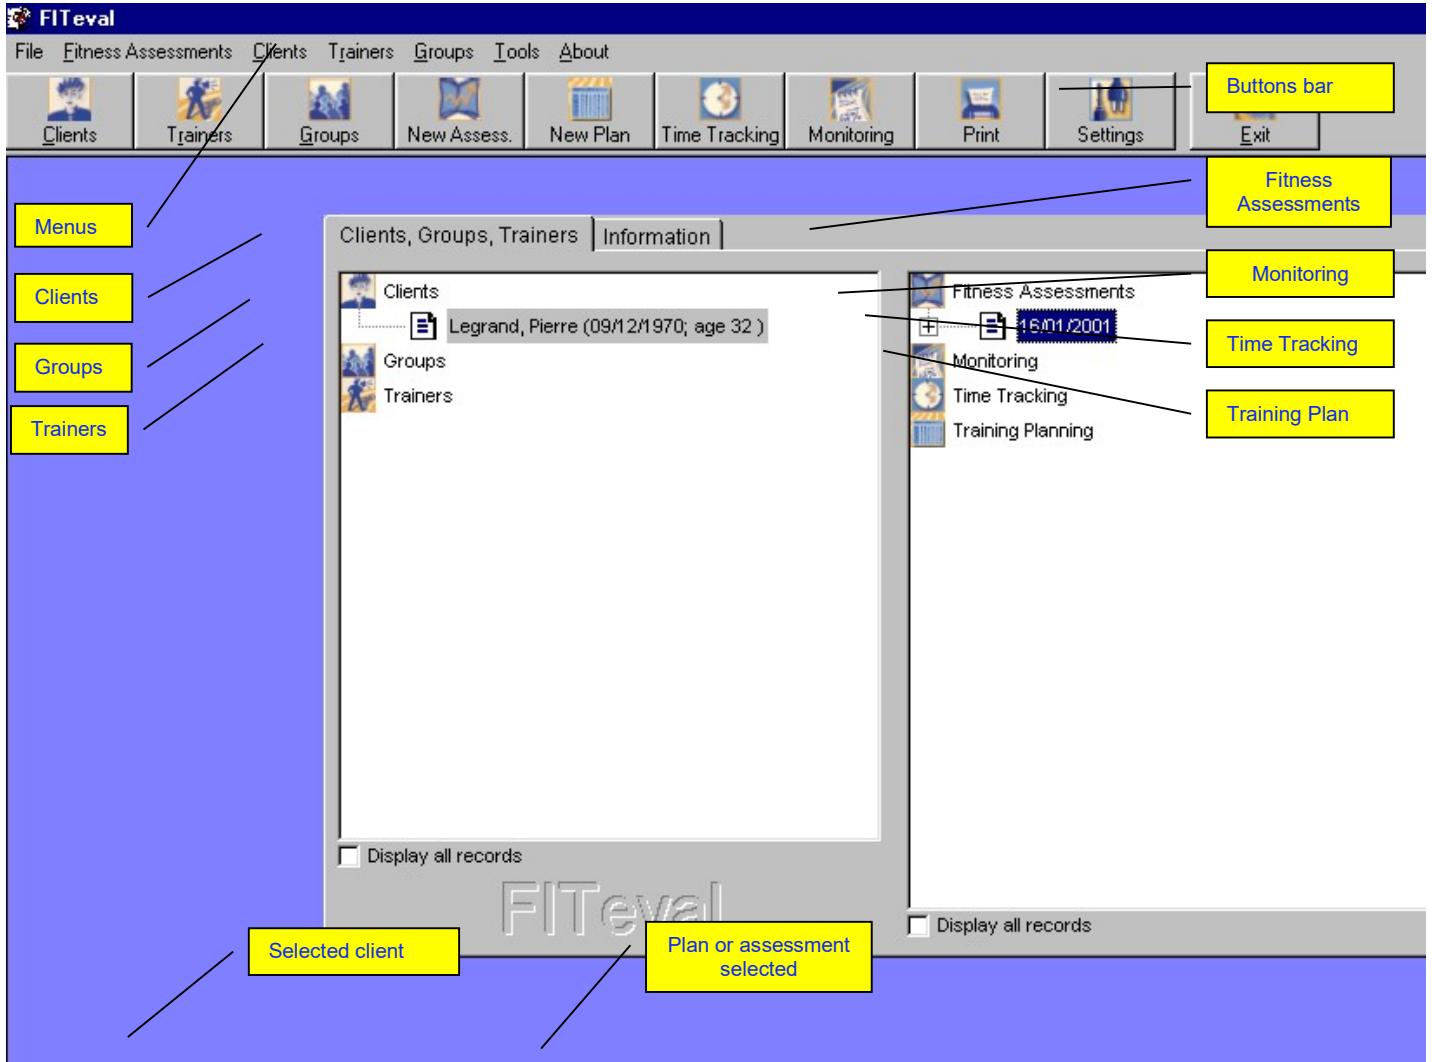 FITeval
File Fitness Assessments Clients Trainers Groups Tools About
Clients Trainers Groups New Assess. New Plan Time Tracking Monitoring Print Settings Exit
Buttons bar
Fitness
Assessments
Menus
Clients, Groups, Trainers Information
Monitoring
Clients
Clients
Fitness Assessments
Legrand, Pierre (09/12/1970; age 32 )
16/01/2001
Time Tracking
Groups
Groups
Monitoring
Trainers
Time Tracking
Training Plan
Trainers
Training Planning
Display all records
FITeval
Display all records
Selected client
Plan or assessment
selected